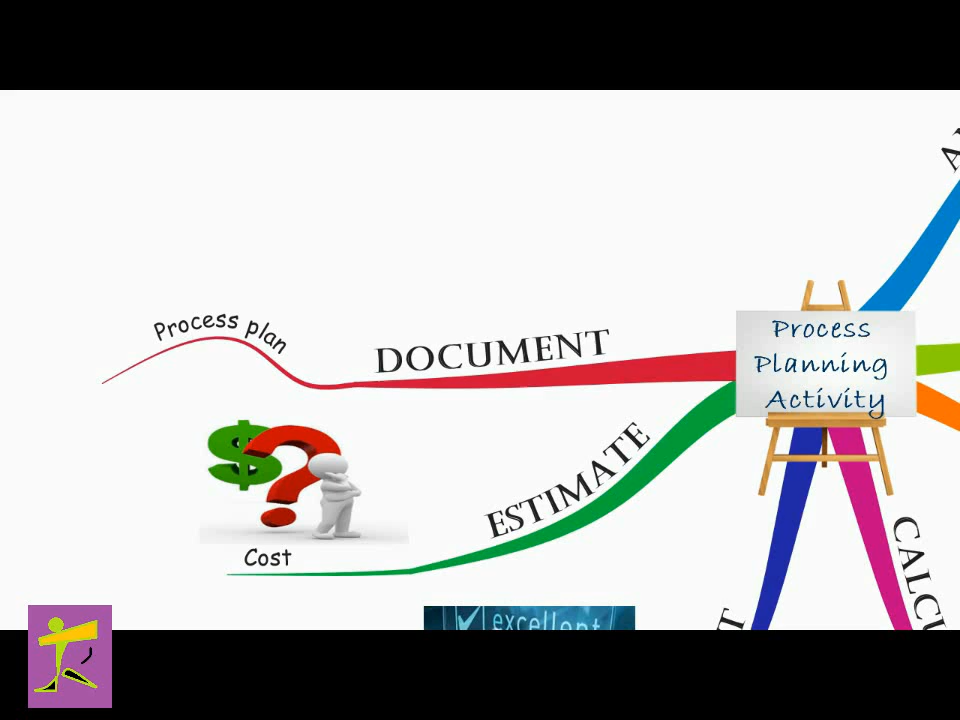 Process plan
DOCUMENT
Process
Planning
Activity
ESTIMATE
Cost
excellent